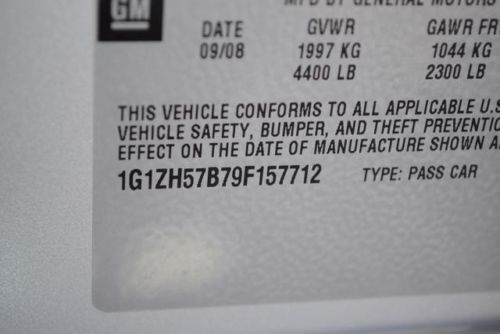 GM
MFD BY GENERAL MOTORS
DATE GVWR GAWR FR
09/08 1997 KG 1044 KG
4400 LB 2300 LB
THIS VEHICLE CONFORMS TO ALL APPLICABLE U.S
VEHICLE SAFETY, BUMPER, AND THEFT PREVENTIO
EFFECT ON THE DATE OF MANUFACTURE SHOWN A
1G1ZH57B79F157712 TYPE: PASS CAR